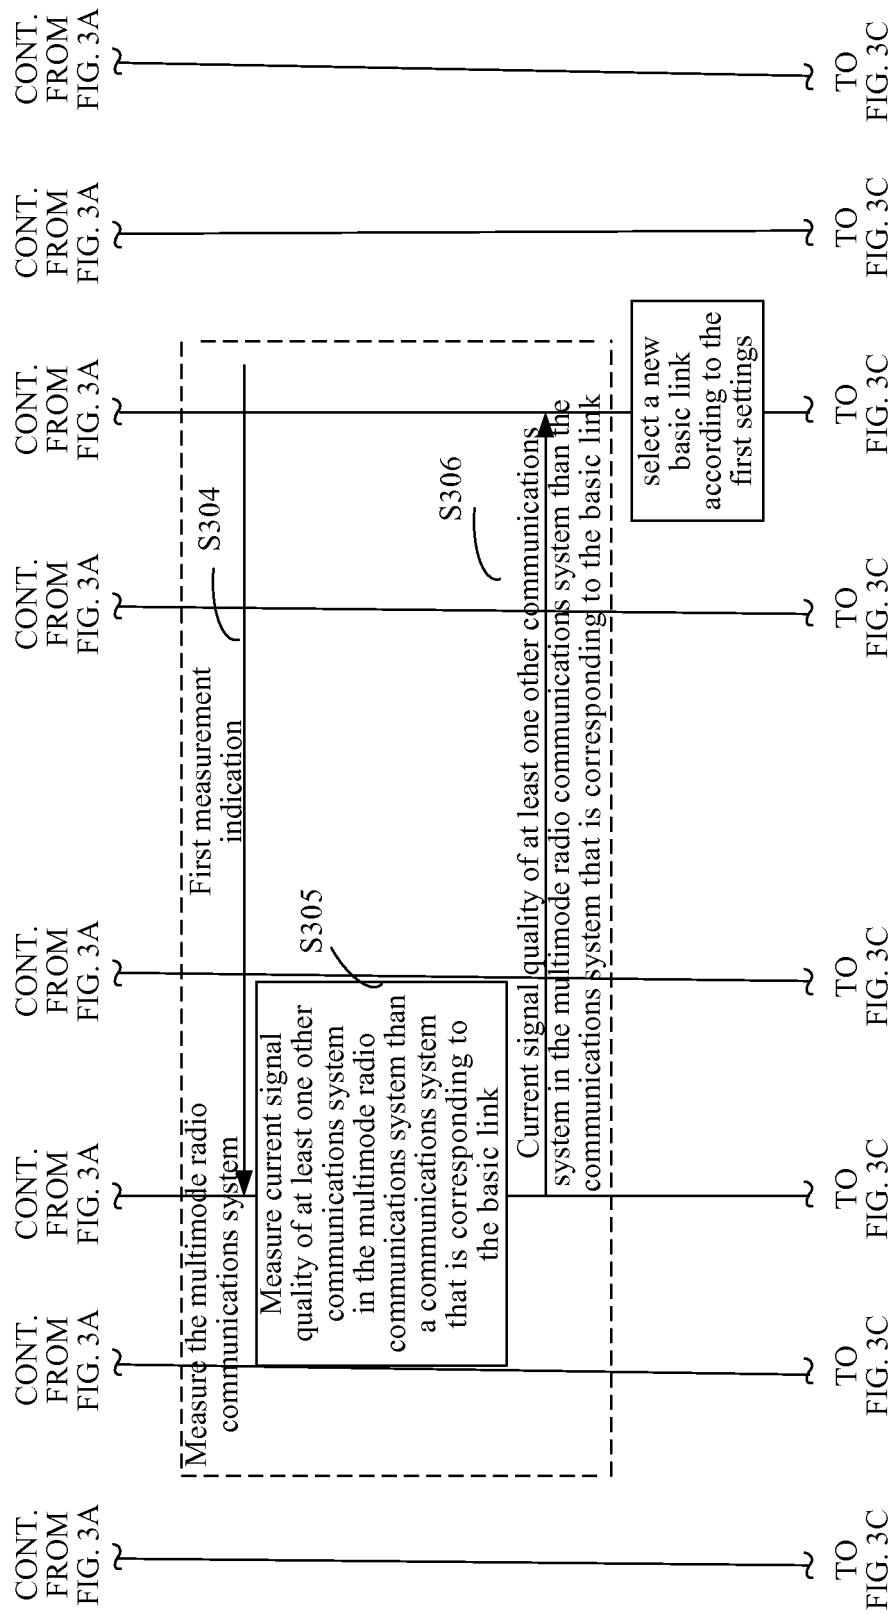 CONT.
FROM
FIG. 3A
CONT.
FROM
FIG. 3A
CONT.
FROM
FIG. 3A
CONT.
FROM
FIG. 3A
CONT.
FROM
FIG. 3A
CONT.
FROM
FIG. 3A
CONT.
FROM
FIG. 3A
CONT.
FROM
FIG. 3A
Measure the multimode radio
communications system
First measurement
indication
S304
Measure current signal
quality of at least one other
communications system
in the multimode radio
communications system than
a communications system
that is corresponding to
the basic link
S305
S306
Current signal quality of at least one other communications
system in the multimode radio communications system than the
communications system that is corresponding to the basic link
select a new
basic link
according to the
first settings
TO
FIG. 3C
TO
FIG. 3C
TO
FIG. 3C
TO
FIG. 3C
TO
FIG. 3C
TO
FIG. 3C
TO
FIG. 3C
TO
FIG. 3C